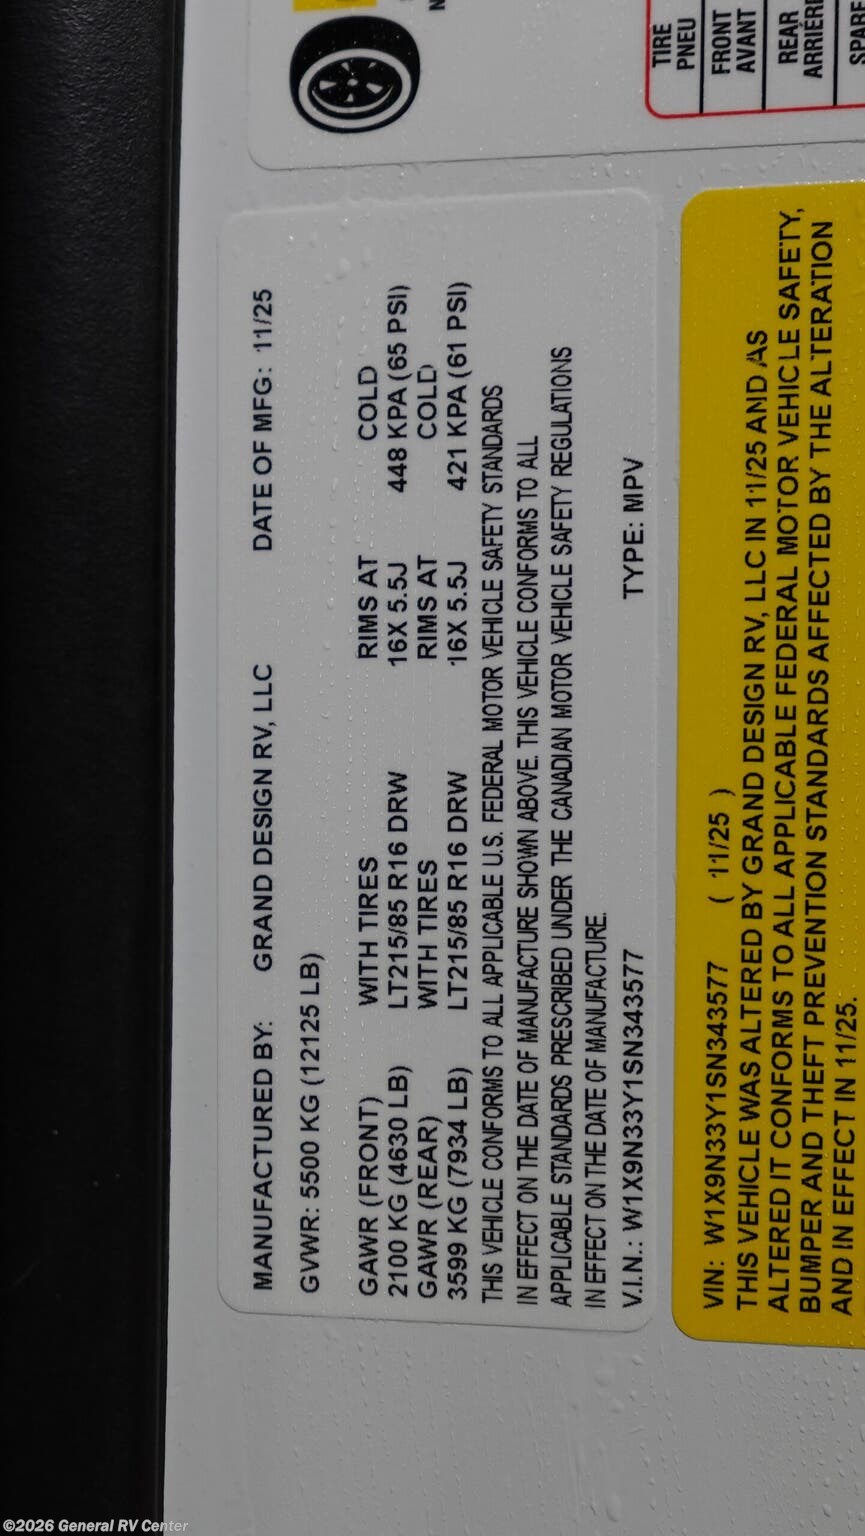 TIRE
PNEU
FRONT
AVANT
REAR
ARRIÈRE
SPARE
MANUFACTURED BY: GRAND DESIGN RV, LLC DATE OF MFG: 11/25
GVWR: 5500 KG (12125 LB)
GAWR (FRONT) WITH TIRES RIMS AT COLD
2100 KG (4630 LB) LT215/85 R16 DRW 16X 5.5J 448 KPA (65 PSI)
GAWR (REAR) WITH TIRES RIMS AT COLD
3599 KG (7934 LB) LT215/85 R16 DRW 16X 5.5J 421 KPA (61 PSI)
THIS VEHICLE CONFORMS TO ALL APPLICABLE U.S. FEDERAL MOTOR VEHICLE SAFETY STANDARDS
IN EFFECT ON THE DATE OF MANUFACTURE SHOWN ABOVE. THIS VEHICLE CONFORMS TO ALL
APPLICABLE STANDARDS PRESCRIBED UNDER THE CANADIAN MOTOR VEHICLE SAFETY REGULATIONS
IN EFFECT ON THE DATE OF MANUFACTURE.
V.I.N.: W1X9N33Y1SN343577 TYPE: MPV
VIN: W1X9N33Y1SN343577 ( 11/25 )
THIS VEHICLE WAS ALTERED BY GRAND DESIGN RV, LLC IN 11/25 AND AS
ALTERED IT CONFORMS TO ALL APPLICABLE FEDERAL MOTOR VEHICLE SAFETY,
BUMPER AND THEFT PREVENTION STANDARDS AFFECTED BY THE ALTERATION
AND IN EFFECT IN 11/25.
©2026 General RV Center